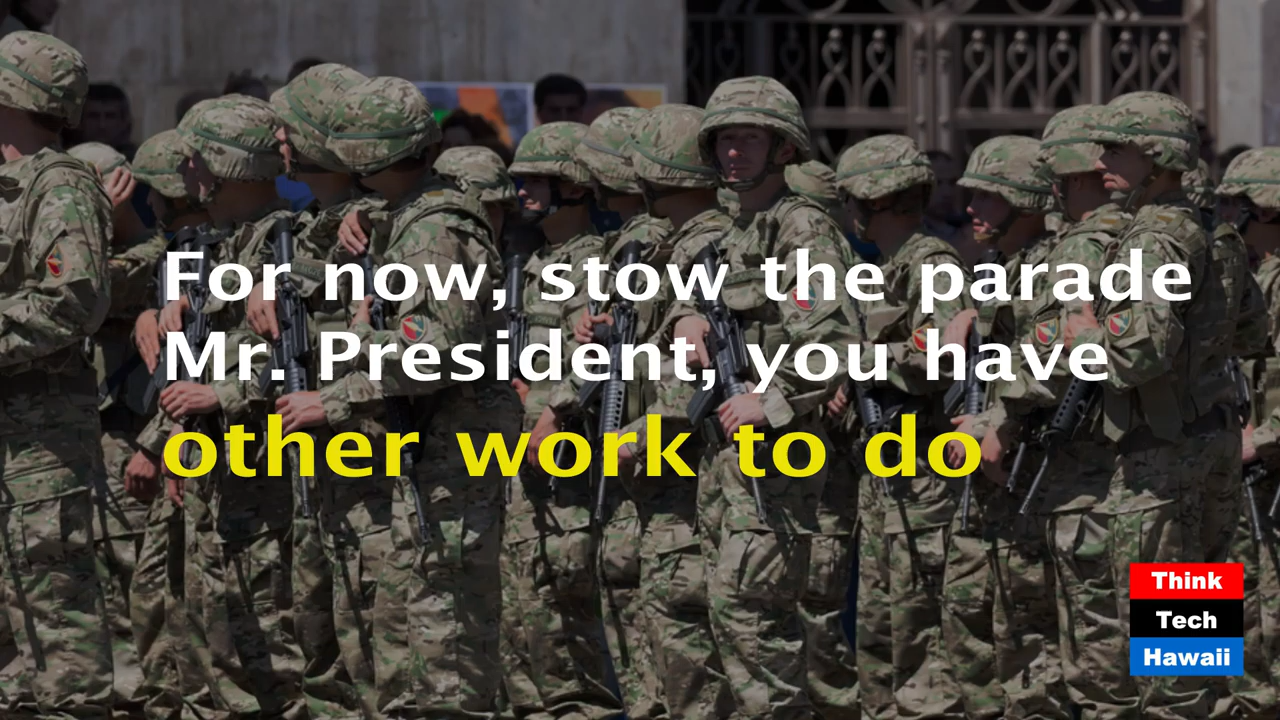 For now, stow the parade
Mr. President, you have
other work to do
Think
Tech
Hawaii